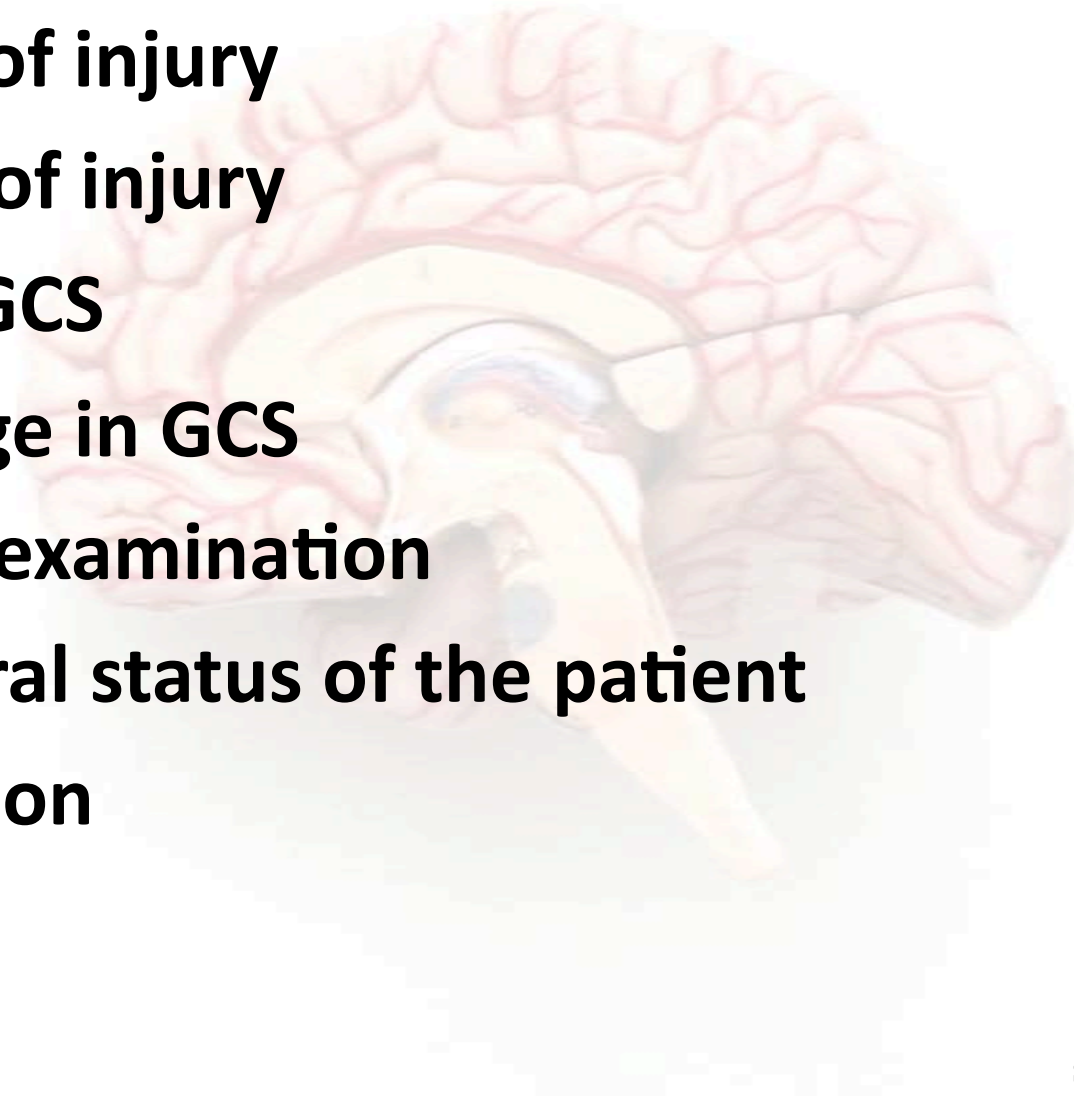 of injury
of injury
GCS
ge in GCS
examination
ral status of the patient
on